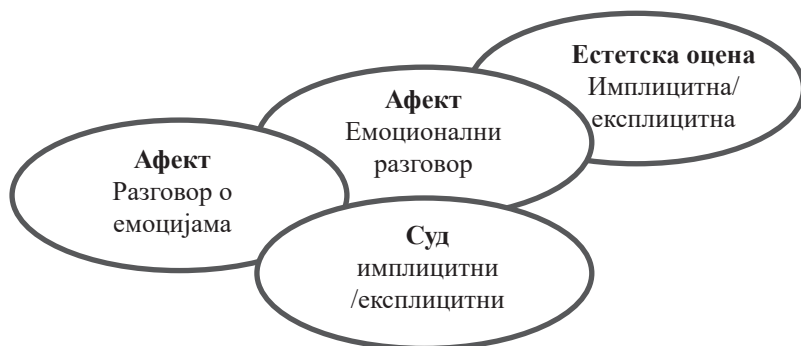 Естетска оцена
Имплицитна/
експлицитна
Афект
Емоционални
разговор
Афект
Разговор о
емоцијама
Суд
имплицитни
/експлицитни